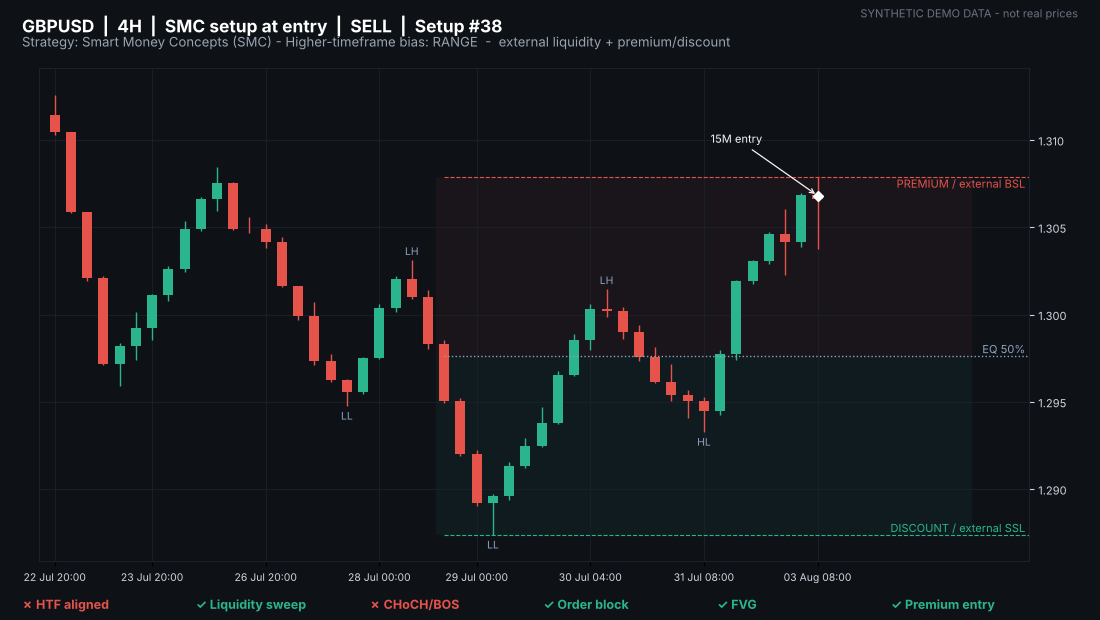 SYNTHETIC DEMO DATA - not real prices
GBPUSD | 4H | SMC setup at entry | SELL | Setup #38
Strategy: Smart Money Concepts (SMC) - Higher-timeframe bias: RANGE - external liquidity + premium/discount
15M entry
1.310
PREMIUM / external BSL
1.305
LH
LH
1.300
EQ 50%
1.295
LL
HL
1.290
DISCOUNT / external SSL
LL
22 Jul 20:00 23 Jul 20:00 26 Jul 20:00 28 Jul 00:00 29 Jul 00:00 30 Jul 04:00 31 Jul 08:00 03 Aug 08:00
× HTF aligned ✓ Liquidity sweep × CHoCH/BOS ✓ Order block ✓ FVG ✓ Premium entry